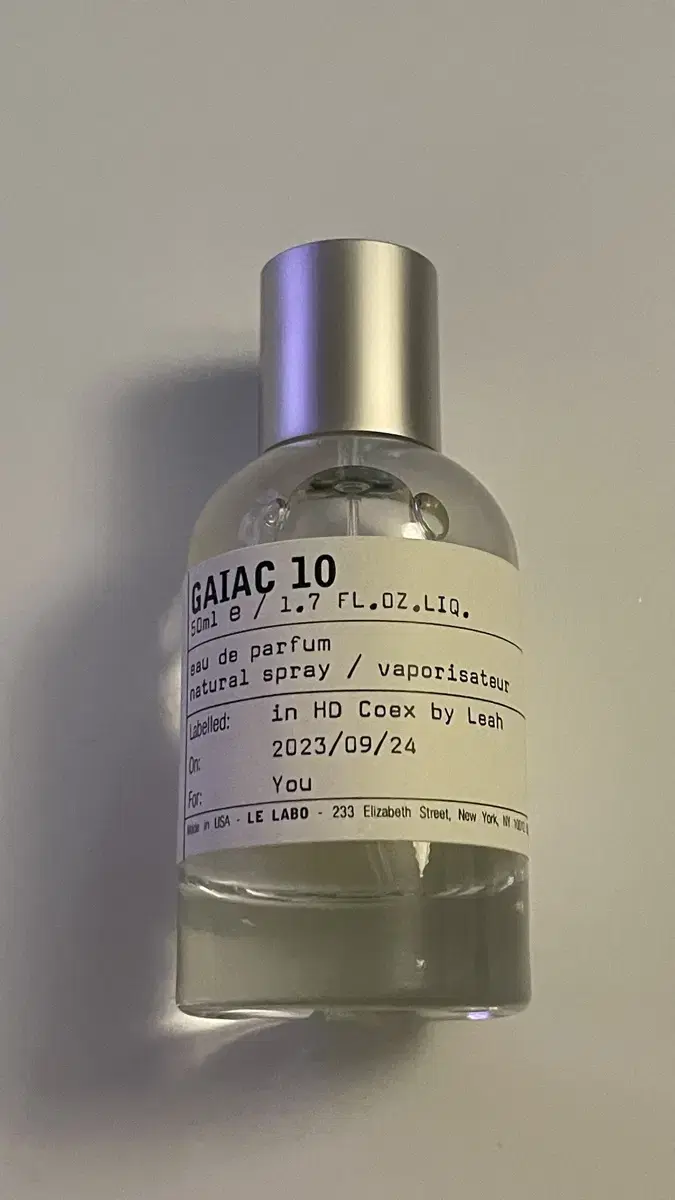 GAIAC 10
50ml e / 1.7 FL.OZ.LIQ.
eau de parfum
natural spray / vaporisateur
Labelled: in HD Coex by Leah
On: 2023/09/24
For: You
Made in USA - LE LABO - 233 Elizabeth Street, New York, NY